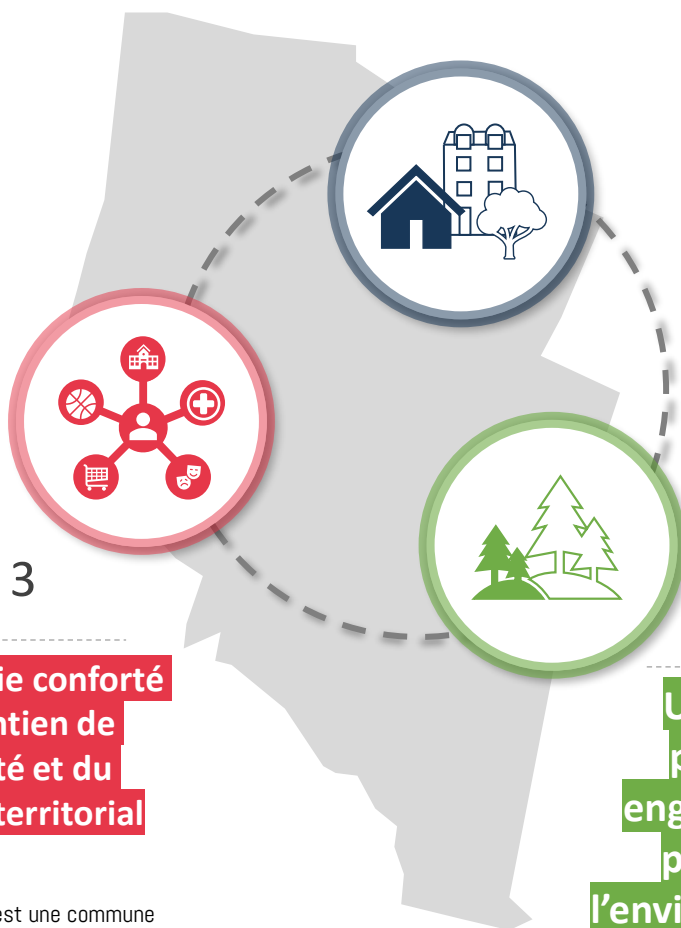 3
ie conforté
ntien de
té et du
territorial
est une commune
U
p
eng
p
l'envi